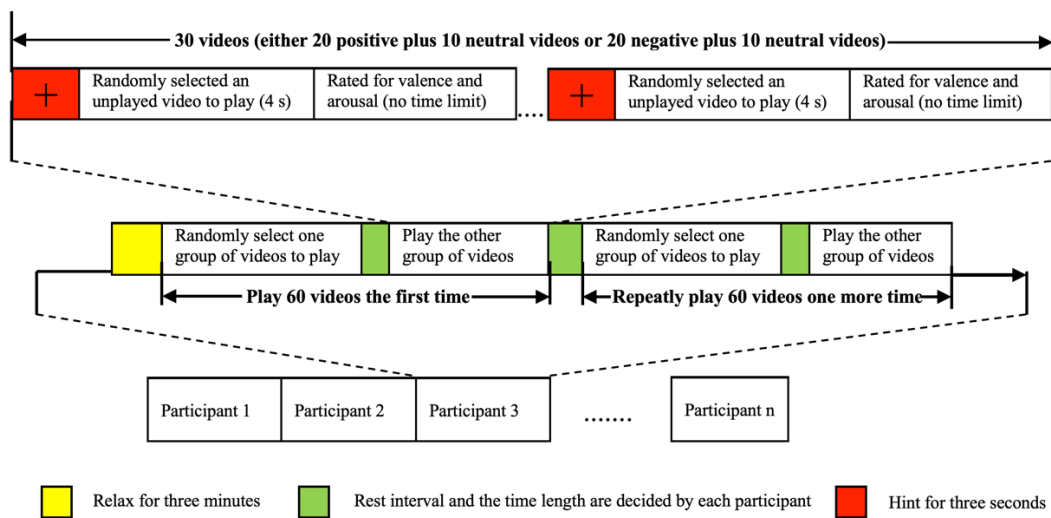 30 videos (either 20 positive plus 10 neutral videos or 20 negative plus 10 neutral videos)
+
Randomly selected an
unplayed video to play (4 s)
Rated for valence and
arousal (no time limit)
....
+
Randomly selected an
unplayed video to play (4 s)
Rated for valence and
arousal (no time limit)
Randomly select one
group of videos to play
Play the other
group of videos
Randomly select one
group of videos to play
Play the other
group of videos
Play 60 videos the first time
Repeatly play 60 videos one more time
Participant 1
Participant 2
Participant 3
.......
Participant n
Relax for three minutes
Rest interval and the time length are decided by each participant
Hint for three seconds